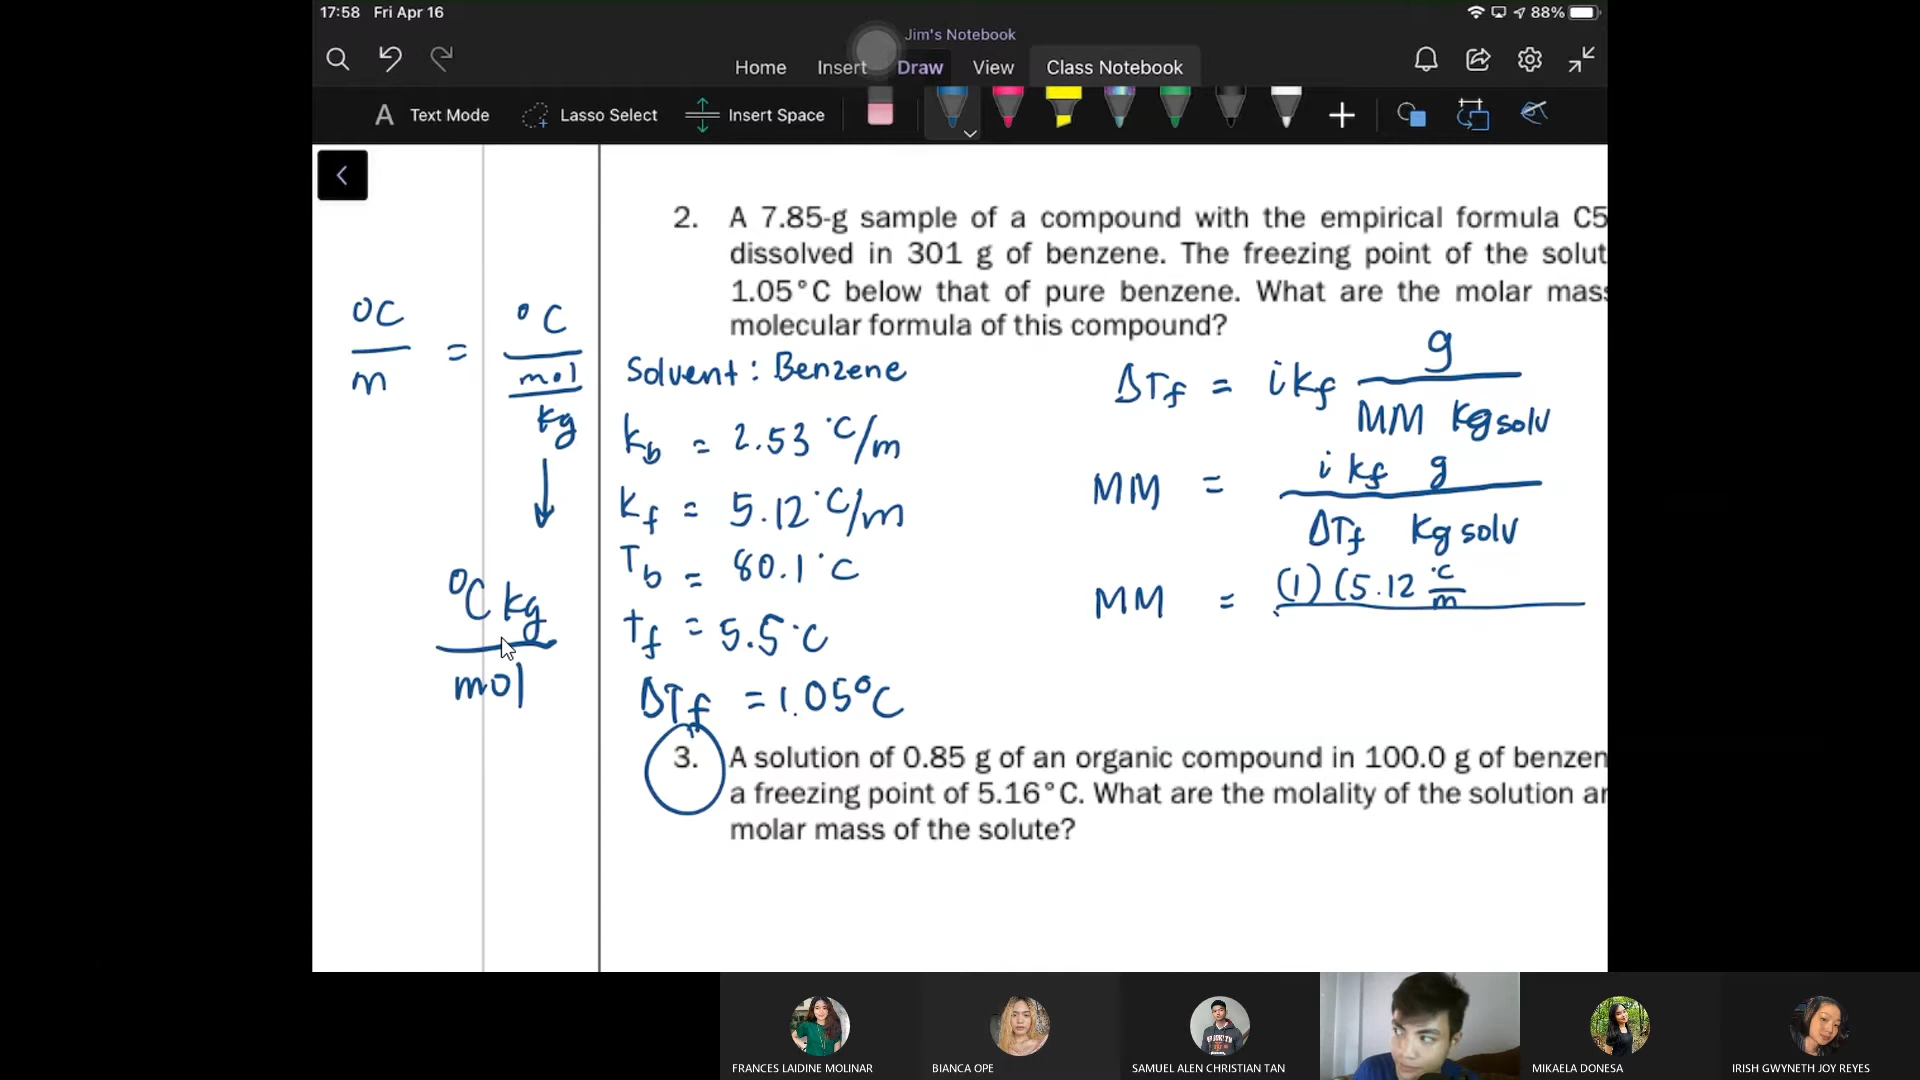 17:58 Fri Apr 16
88%
Jim's Notebook
Home Insert Draw View Class Notebook
Text Mode Lasso Select Insert Space
2. A 7.85-g sample of a compound with the empirical formula C5
dissolved in 301 g of benzene. The freezing point of the solut
1.05°C below that of pure benzene. What are the molar mass
molecular formula of this compound?
°C/m = °C/(mol/kg)
°C kg/mol
Solvent: Benzene
kb = 2.53 °C/m
kf = 5.12 °C/m
Tb = 80.1 °C
tf = 5.5 °C
ΔTf = 1.05°C
ΔTf = i kf g/(MM kg solv)
MM = i kf g/(ΔTf kg solv)
MM = (1) (5.12 °C/m
3. A solution of 0.85 g of an organic compound in 100.0 g of benzen
a freezing point of 5.16°C. What are the molality of the solution an
molar mass of the solute?
FRANCES LAIDINE MOLINAR
BIANCA OPE
SAMUEL ALEN CHRISTIAN TAN
MIKAELA DONESA
IRISH GWYNETH JOY REYES